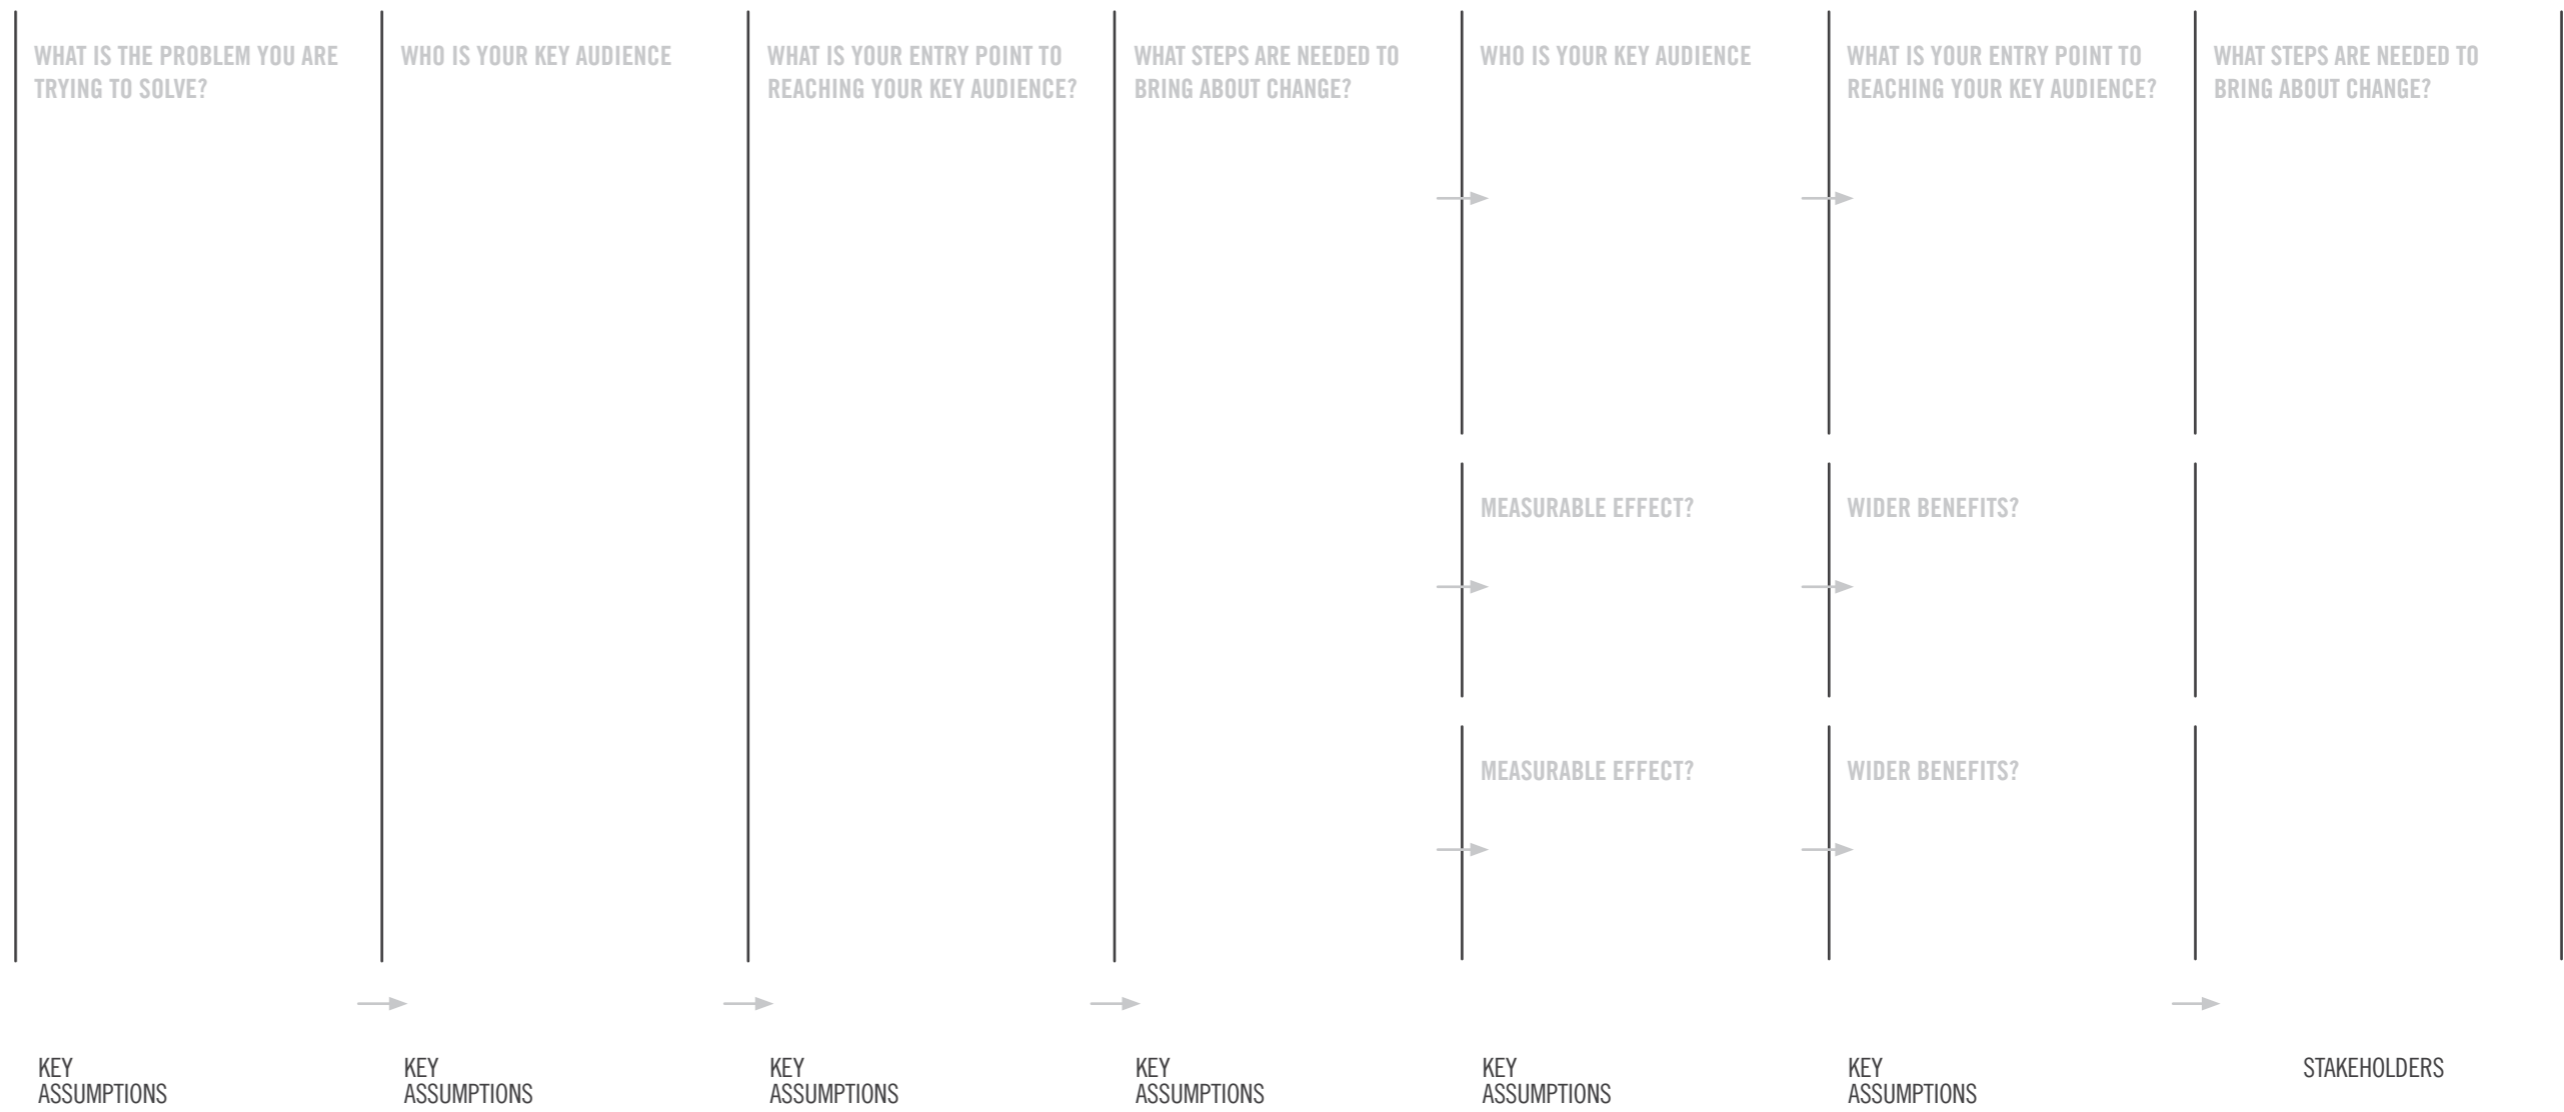 WHAT IS THE PROBLEM YOU ARE
TRYING TO SOLVE?
WHO IS YOUR KEY AUDIENCE
WHAT IS YOUR ENTRY POINT TO
REACHING YOUR KEY AUDIENCE?
WHAT STEPS ARE NEEDED TO
BRING ABOUT CHANGE?
WHO IS YOUR KEY AUDIENCE
WHAT IS YOUR ENTRY POINT TO
REACHING YOUR KEY AUDIENCE?
WHAT STEPS ARE NEEDED TO
BRING ABOUT CHANGE?
MEASURABLE EFFECT?
WIDER BENEFITS?
MEASURABLE EFFECT?
WIDER BENEFITS?
KEY
ASSUMPTIONS
KEY
ASSUMPTIONS
KEY
ASSUMPTIONS
KEY
ASSUMPTIONS
KEY
ASSUMPTIONS
KEY
ASSUMPTIONS
STAKEHOLDERS